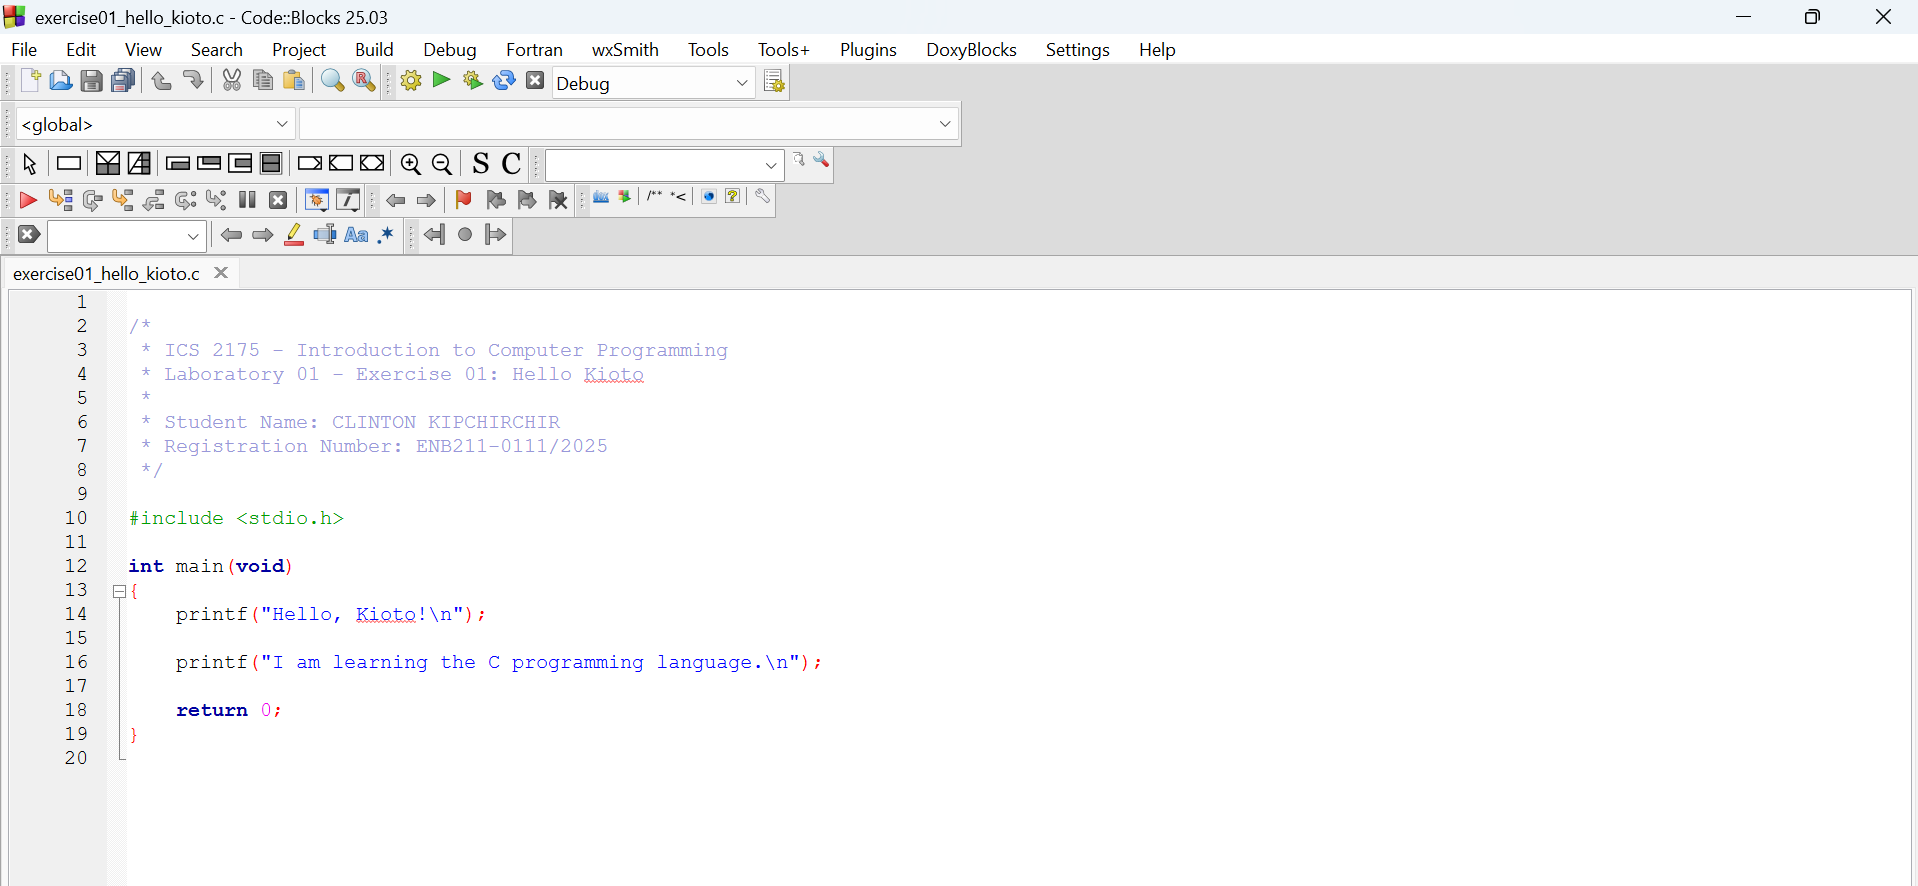 exercise01_hello_kioto.c - Code::Blocks 25.03
File Edit View Search Project Build Debug Fortran wxSmith Tools Tools+ Plugins DoxyBlocks Settings Help
Debug
<global>
S C
/** *<
Aa .*
exercise01_hello_kioto.c
1
2 /*
3 * ICS 2175 - Introduction to Computer Programming
4 * Laboratory 01 - Exercise 01: Hello Kioto
5 *
6 * Student Name: CLINTON KIPCHIRCHIR
7 * Registration Number: ENB211-0111/2025
8 */
9
10 #include <stdio.h>
11
12 int main(void)
13 {
14 printf("Hello, Kioto!\n");
15
16 printf("I am learning the C programming language.\n");
17
18 return 0;
19 }
20